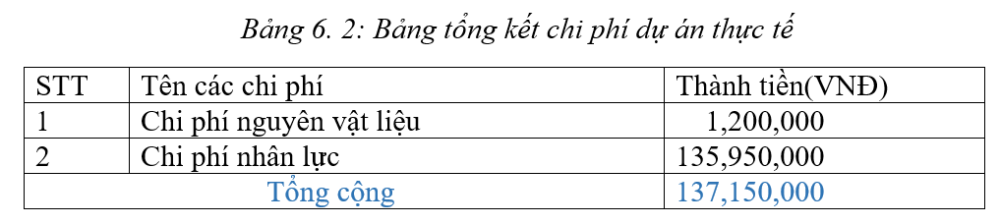 Bảng 6. 2: Bảng tổng kết chi phí dự án thực tế
STT Tên các chi phí Thành tiền(VNĐ)
1 Chi phí nguyên vật liệu 1,200,000
2 Chi phí nhân lực 135,950,000
Tổng cộng 137,150,000